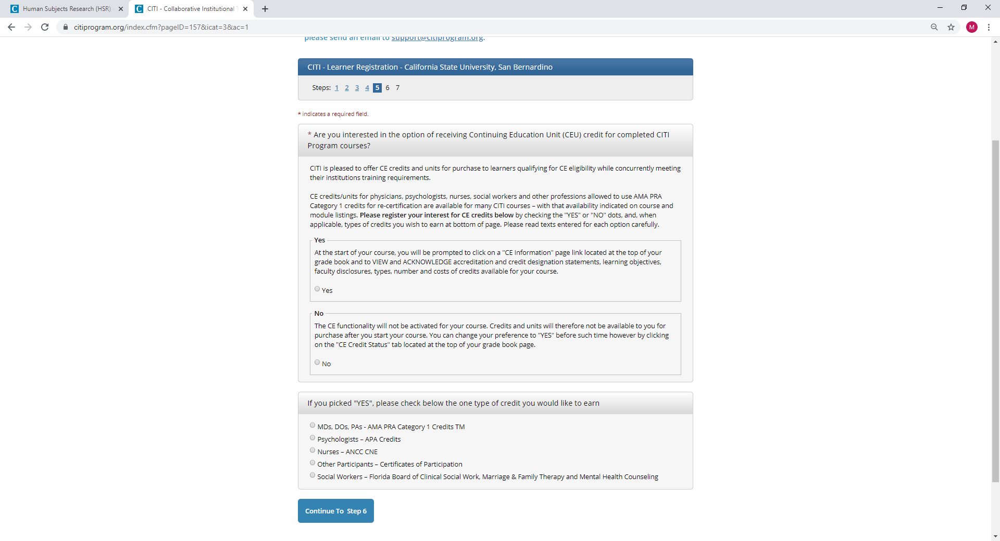 Human Subjects Research (HSR)
CITI - Collaborative Institutional
citiprogram.org/index.cfm?pageID=157&icat=3&ac=1
M
please send an email to support@citiprogram.org.
CITI - Learner Registration - California State University, San Bernardino
Steps: 1 2 3 4 5 6 7
* indicates a required field.
* Are you interested in the option of receiving Continuing Education Unit (CEU) credit for completed CITI
Program courses?
CITI is pleased to offer CE credits and units for purchase to learners qualifying for CE eligibility while concurrently meeting
their institutions training requirements.
CE credits/units for physicians, psychologists, nurses, social workers and other professions allowed to use AMA PRA
Category 1 credits for re-certification are available for many CITI courses – with that availability indicated on course and
module listings. Please register your interest for CE credits below by checking the "YES" or "NO" dots, and, when
applicable, types of credits you wish to earn at bottom of page. Please read texts entered for each option carefully.
Yes
At the start of your course, you will be prompted to click on a "CE Information" page link located at the top of your
grade book and to VIEW and ACKNOWLEDGE accreditation and credit designation statements, learning objectives,
faculty disclosures, types, number and costs of credits available for your course.
Yes
No
The CE functionality will not be activated for your course. Credits and units will therefore not be available to you for
purchase after you start your course. You can change your preference to "YES" before such time however by clicking
on the "CE Credit Status" tab located at the top of your grade book page.
No
If you picked "YES", please check below the one type of credit you would like to earn
MDs, DOs, PAs - AMA PRA Category 1 Credits TM
Psychologists – APA Credits
Nurses – ANCC CNE
Other Participants – Certificates of Participation
Social Workers – Florida Board of Clinical Social Work, Marriage & Family Therapy and Mental Health Counseling
Continue To Step 6